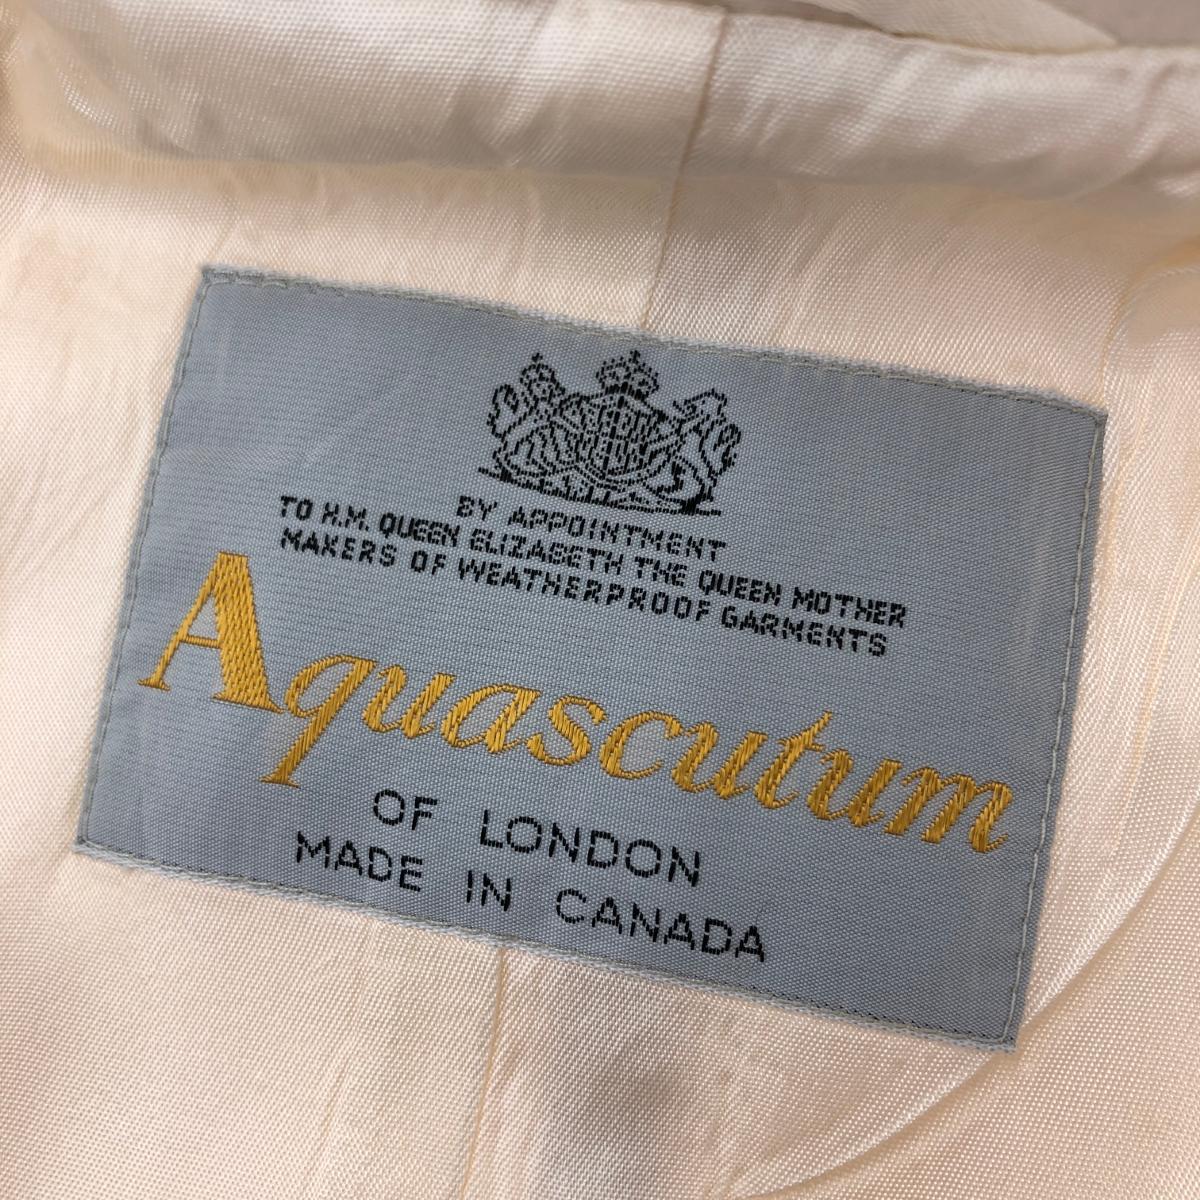 BY APPOINTMENT
TO H.M. QUEEN ELIZABETH THE QUEEN MOTHER
MAKERS OF WEATHERPROOF GARMENTS
Aquascutum
OF LONDON
MADE IN CANADA